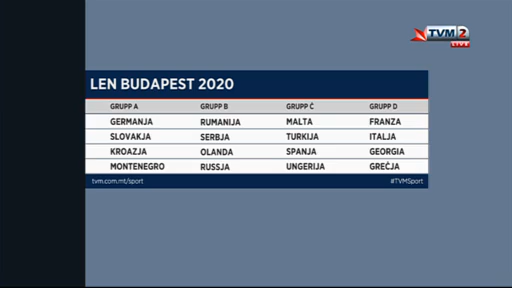 TVM 2
LIVE
LEN BUDAPEST 2020
GRUPP A GRUPP B GRUPP Ċ GRUPP D
GERMANJA RUMANIJA MALTA FRANZA
SLOVAKJA SERBJA TURKIJA ITALJA
KROAZJA OLANDA SPANJA GEORGIA
MONTENEGRO RUSSJA UNGERIJA GREĊJA
tvm.com.mt/sport #TVMSport